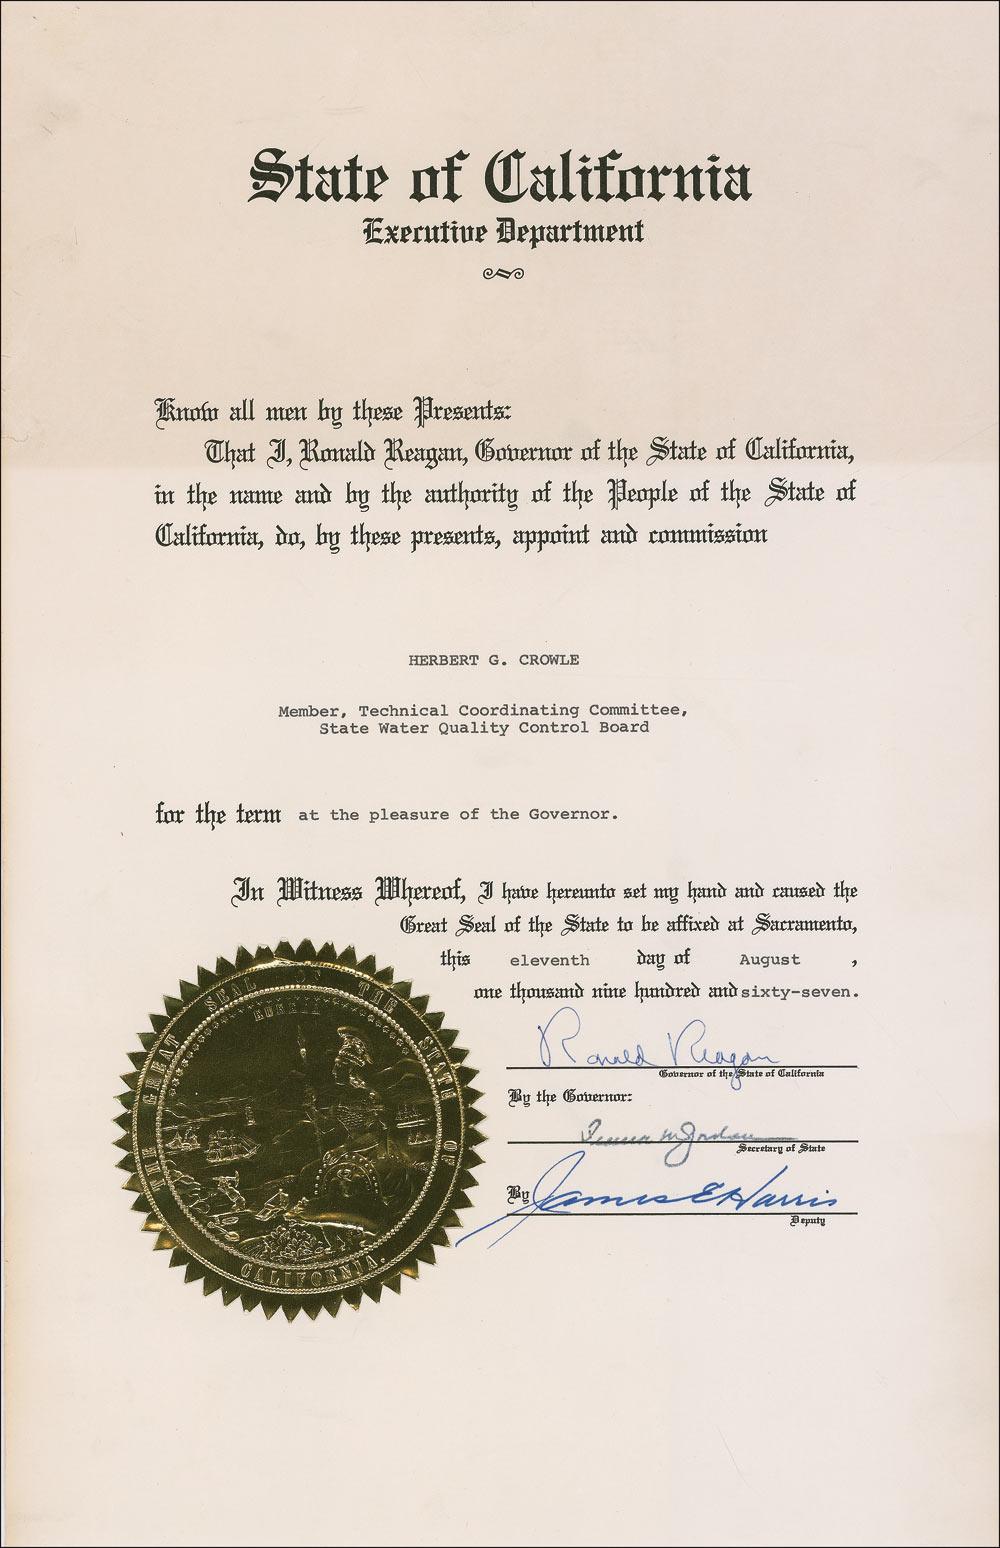 State of California
Executive Department
Know all men by these Presents:
That I, Ronald Reagan, Governor of the State of California,
in the name and by the authority of the People of the State of
California, do, by these presents, appoint and commission
HERBERT G. CROWLE
Member, Technical Coordinating Committee,
State Water Quality Control Board
for the term at the pleasure of the Governor.
In Witness Whereof, I have hereunto set my hand and caused the
Great Seal of the State to be affixed at Sacramento,
this eleventh day of August ,
one thousand nine hundred and sixty-seven.
Ronald Reagan
Governor of the State of California
By the Governor:
Secretary of State
By James E Harris
Deputy
THE GREAT SEAL OF THE STATE OF
EUREKA
CALIFORNIA.